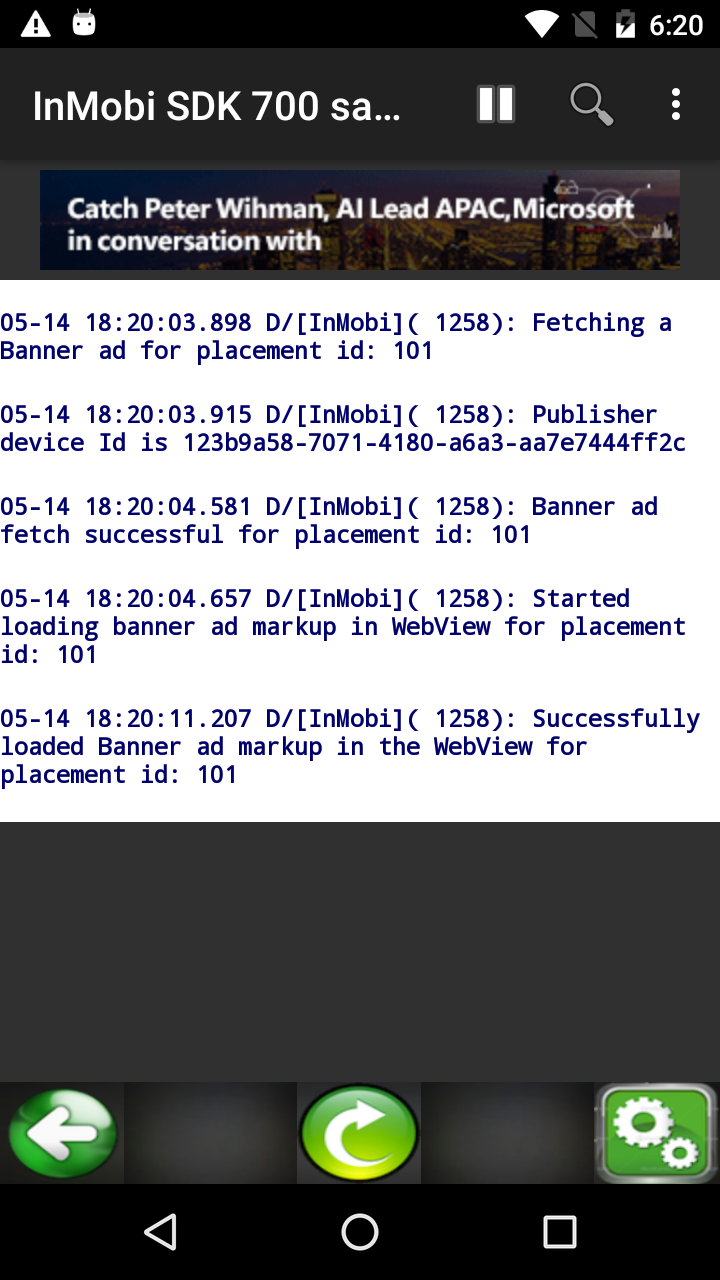 6:20
InMobi SDK 700 sa...
Catch Peter Wihman, AI Lead APAC,Microsoft
in conversation with
05-14 18:20:03.898 D/[InMobi]( 1258): Fetching a
Banner ad for placement id: 101
05-14 18:20:03.915 D/[InMobi]( 1258): Publisher
device Id is 123b9a58-7071-4180-a6a3-aa7e7444ff2c
05-14 18:20:04.581 D/[InMobi]( 1258): Banner ad
fetch successful for placement id: 101
05-14 18:20:04.657 D/[InMobi]( 1258): Started
loading banner ad markup in WebView for placement
id: 101
05-14 18:20:11.207 D/[InMobi]( 1258): Successfully
loaded Banner ad markup in the WebView for
placement id: 101